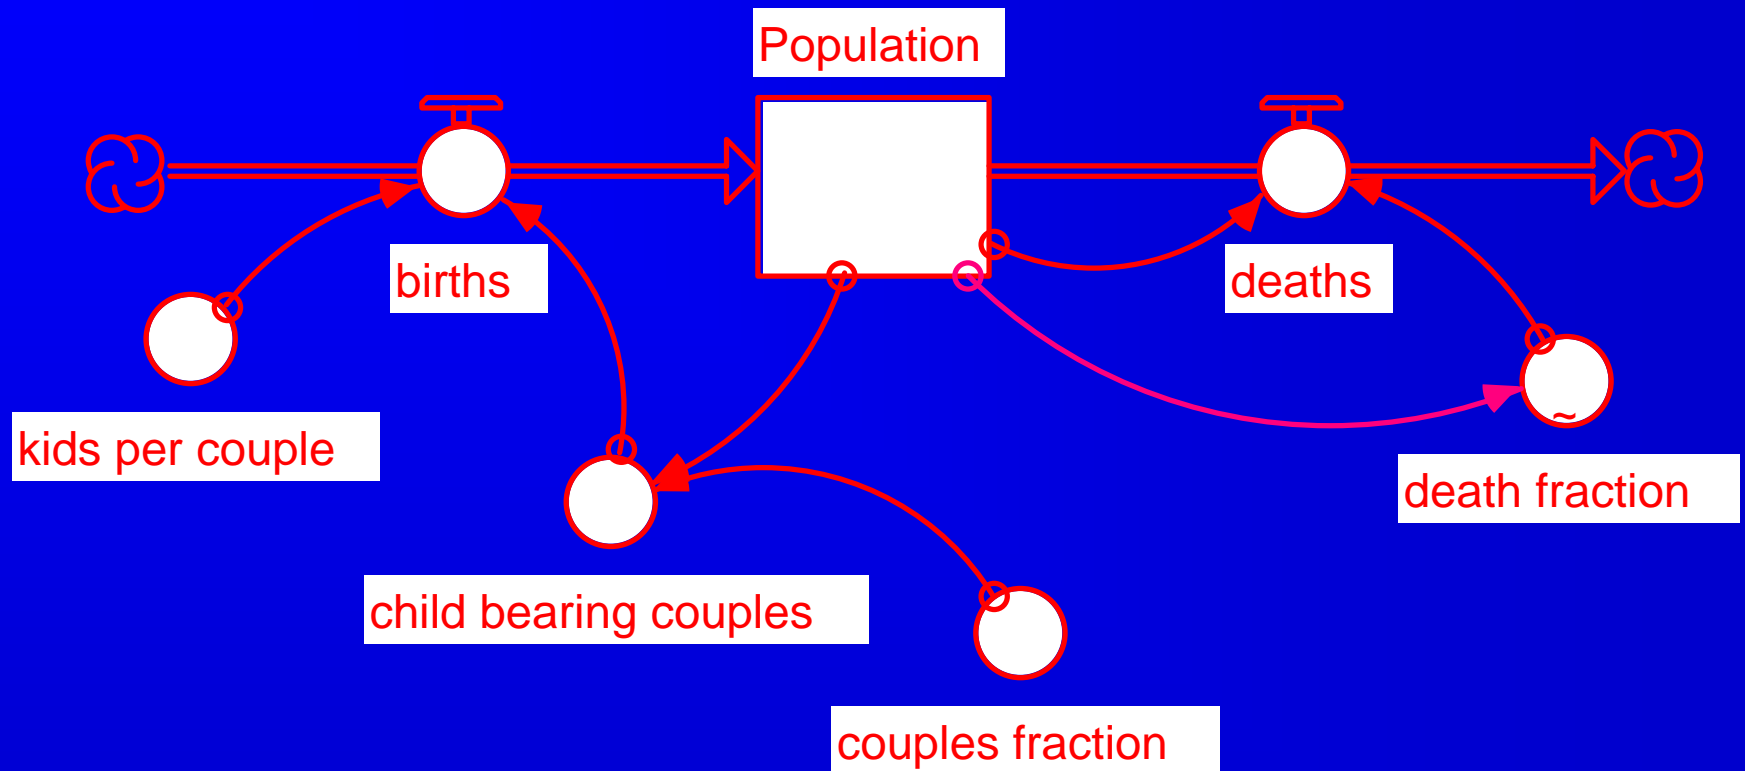 Population
births
deaths
kids per couple
~
death fraction
child bearing couples
couples fraction